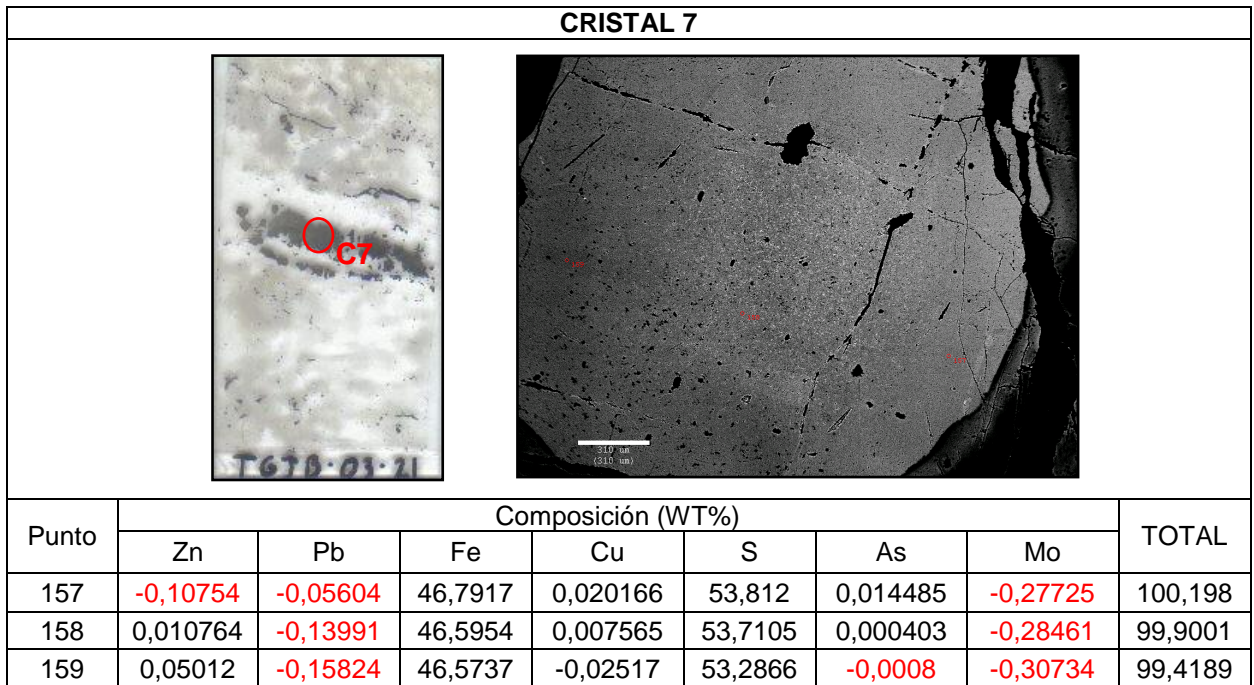 CRISTAL 7
C7
TGJB-03-21
310 um
(310 um)
Punto Composición (WT%) TOTAL
Zn Pb Fe Cu S As Mo
157 -0,10754 -0,05604 46,7917 0,020166 53,812 0,014485 -0,27725 100,198
158 0,010764 -0,13991 46,5954 0,007565 53,7105 0,000403 -0,28461 99,9001
159 0,05012 -0,15824 46,5737 -0,02517 53,2866 -0,0008 -0,30734 99,4189